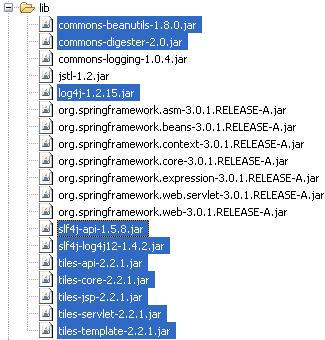 lib
commons-beanutils-1.8.0.jar
commons-digester-2.0.jar
commons-logging-1.0.4.jar
jstl-1.2.jar
log4j-1.2.15.jar
org.springframework.asm-3.0.1.RELEASE-A.jar
org.springframework.beans-3.0.1.RELEASE-A.jar
org.springframework.context-3.0.1.RELEASE-A.jar
org.springframework.core-3.0.1.RELEASE-A.jar
org.springframework.expression-3.0.1.RELEASE-A.jar
org.springframework.web.servlet-3.0.1.RELEASE-A.jar
org.springframework.web-3.0.1.RELEASE-A.jar
slf4j-api-1.5.8.jar
slf4j-log4j12-1.4.2.jar
tiles-api-2.2.1.jar
tiles-core-2.2.1.jar
tiles-jsp-2.2.1.jar
tiles-servlet-2.2.1.jar
tiles-template-2.2.1.jar